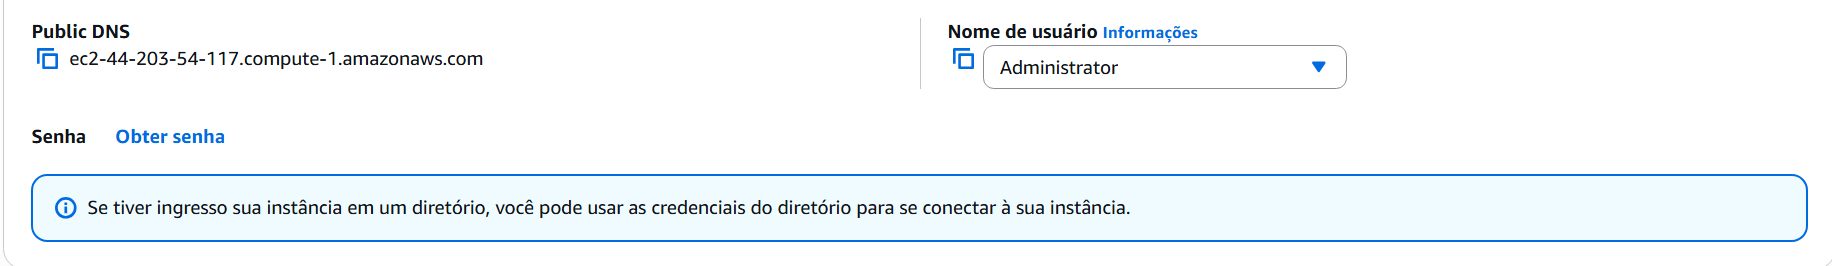 Public DNS
ec2-44-203-54-117.compute-1.amazonaws.com
Nome de usuário Informações
Administrator
Senha Obter senha
Se tiver ingresso sua instância em um diretório, você pode usar as credenciais do diretório para se conectar à sua instância.